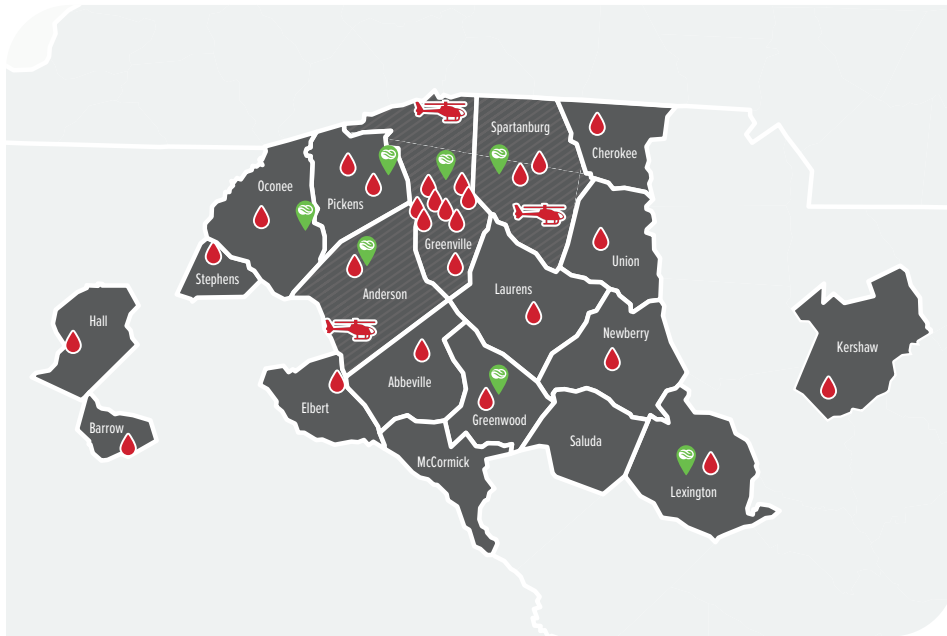 Spartanburg
Cherokee
Oconee
Pickens
Greenville
Union
Stephens
Anderson
Laurens
Hall
Newberry
Kershaw
Abbeville
Elbert
Greenwood
Barrow
Saluda
McCormick
Lexington